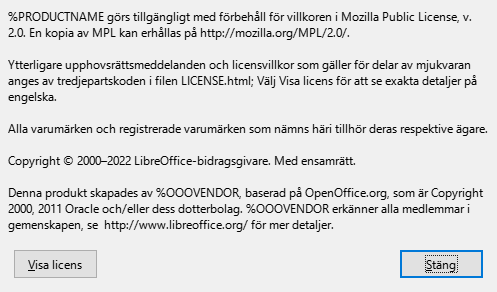 %PRODUCTNAME görs tillgängligt med förbehåll för villkoren i Mozilla Public License, v.
2.0. En kopia av MPL kan erhållas på http://mozilla.org/MPL/2.0/.
Ytterligare upphovsrättsmeddelanden och licensvillkor som gäller för delar av mjukvaran
anges av tredjepartskoden i filen LICENSE.html; Välj Visa licens för att se exakta detaljer på
engelska.
Alla varumärken och registrerade varumärken som nämns häri tillhör deras respektive ägare.
Copyright © 2000–2022 LibreOffice-bidragsgivare. Med ensamrätt.
Denna produkt skapades av %OOOVENDOR, baserad på OpenOffice.org, som är Copyright
2000, 2011 Oracle och/eller dess dotterbolag. %OOOVENDOR erkänner alla medlemmar i
gemenskapen, se  http://www.libreoffice.org/ för mer detaljer.
Visa licens
Stäng